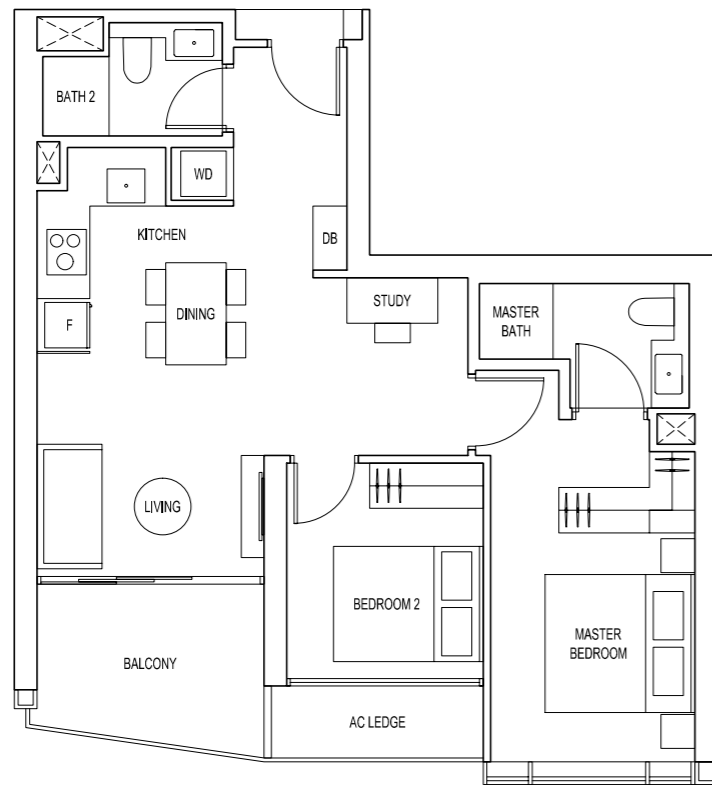 BATH 2
WD
KITCHEN
DB
DINING
STUDY
MASTER
BATH
F
LIVING
BEDROOM 2
MASTER
BEDROOM
BALCONY
AC LEDGE